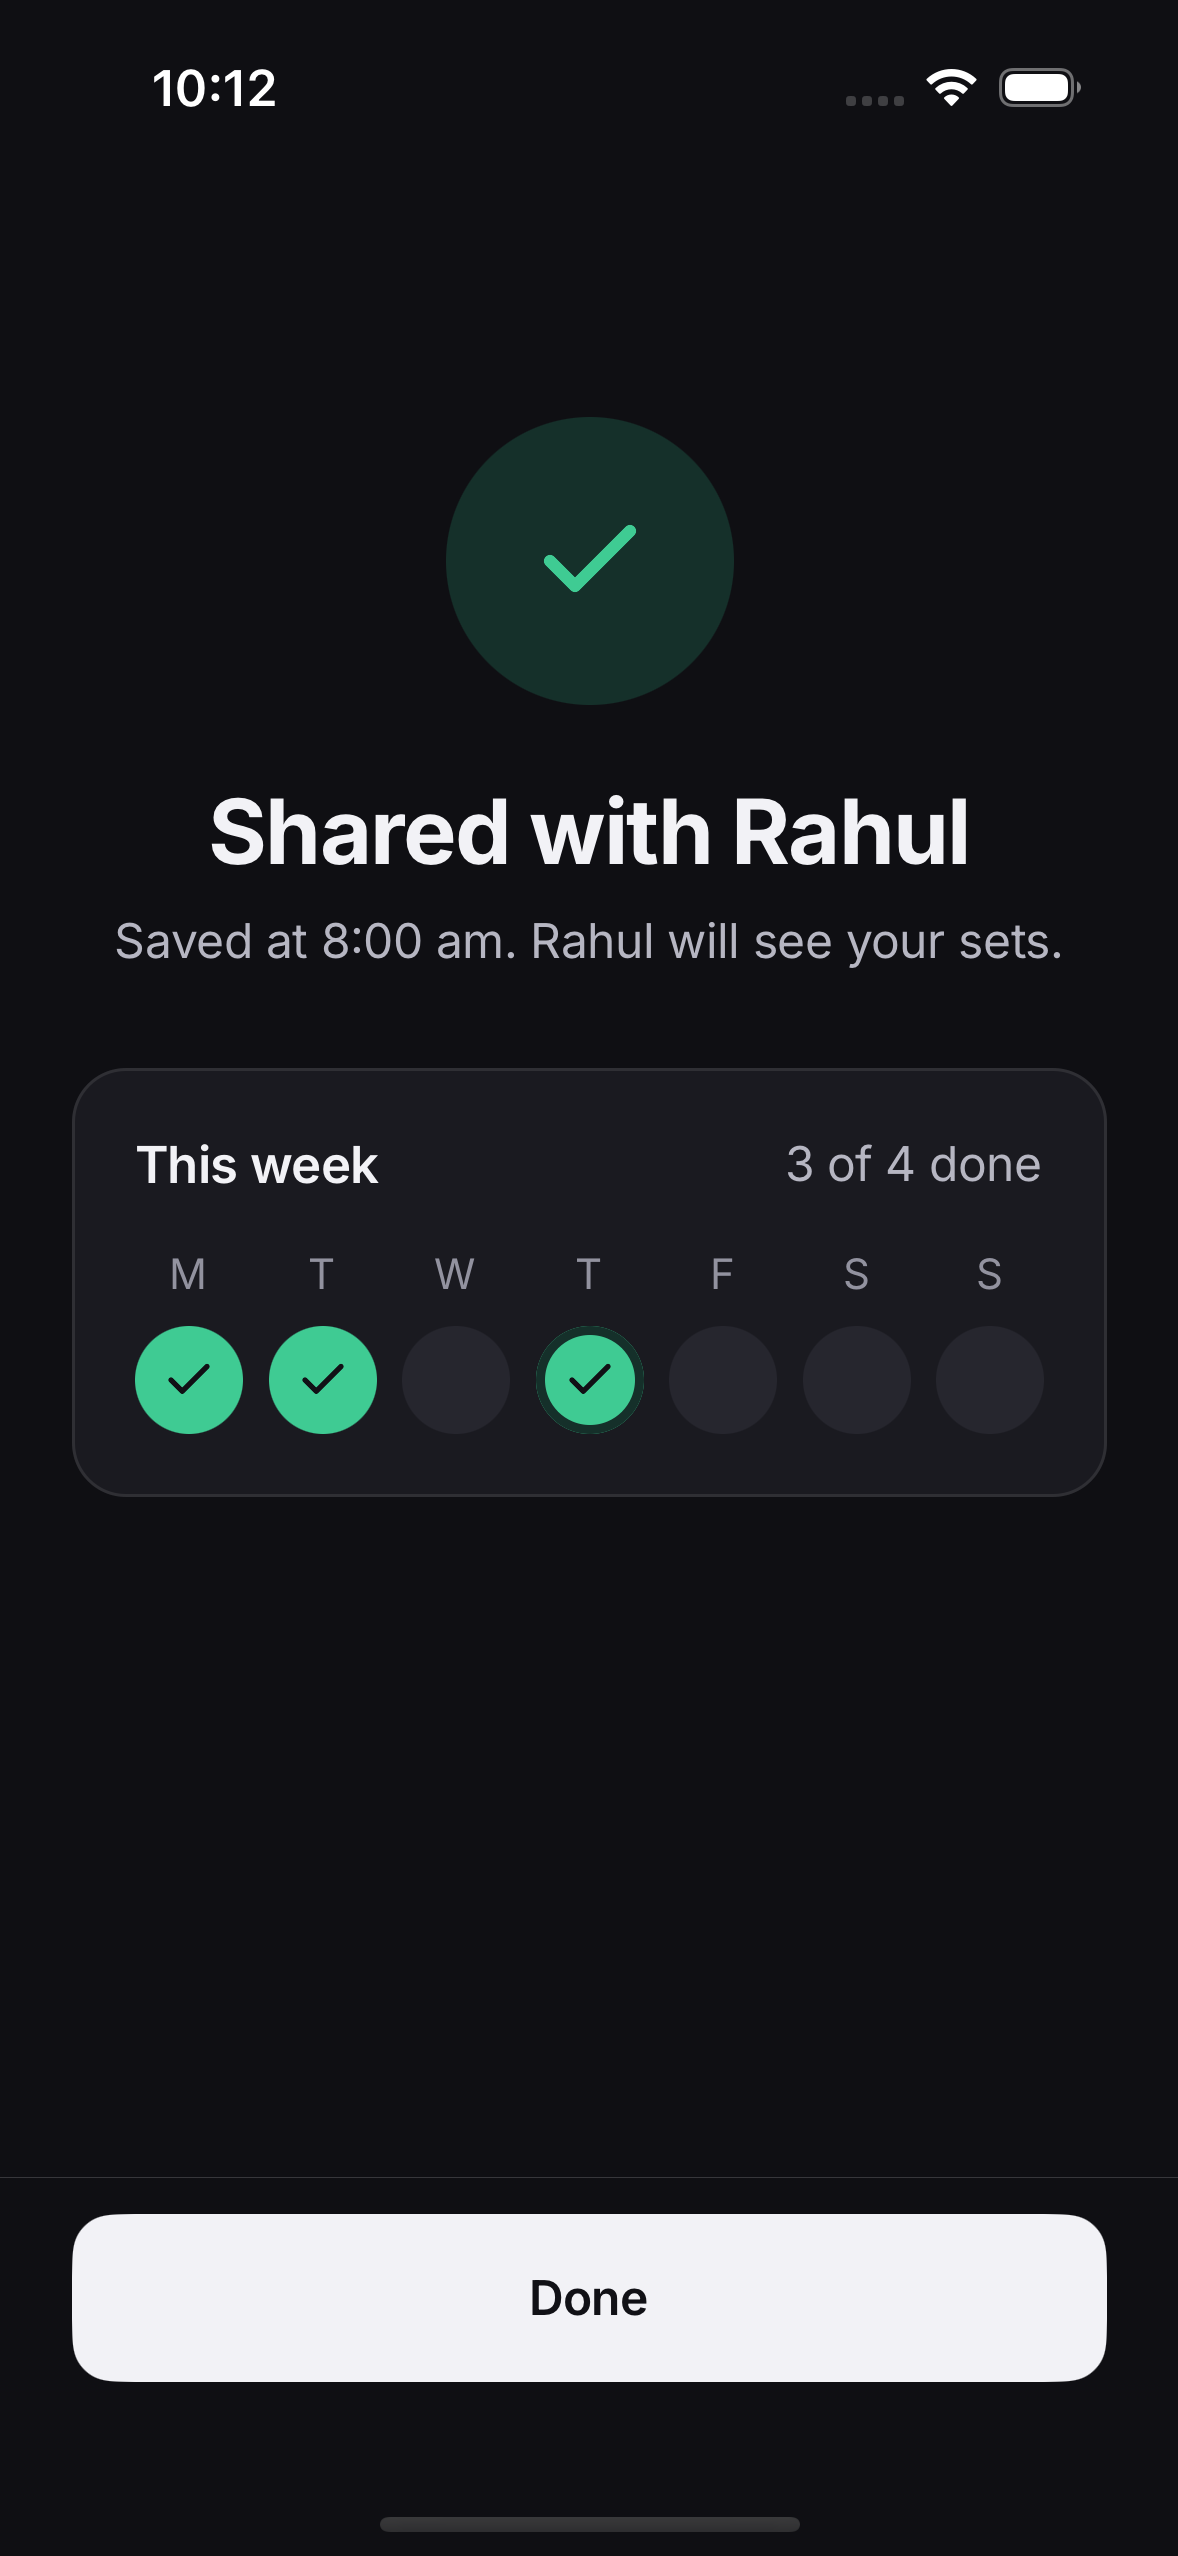 10:12
Shared with Rahul
Saved at 8:00 am. Rahul will see your sets.
This week 3 of 4 done
M T W T F S S
Done